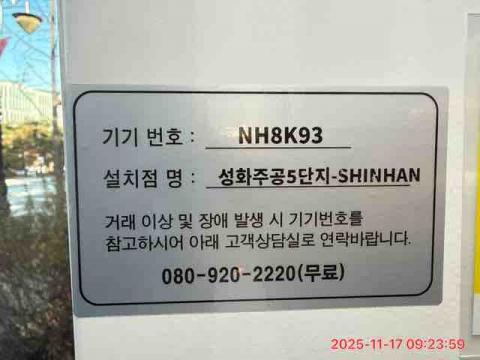 기기 번호 : NH8K93
설치점 명 : 성화주공5단지-SHINHAN
거래 이상 및 장애 발생 시 기기번호를
참고하시어 아래 고객상담실로 연락바랍니다.
080-920-2220(무료)
2025-11-17 09:23:59